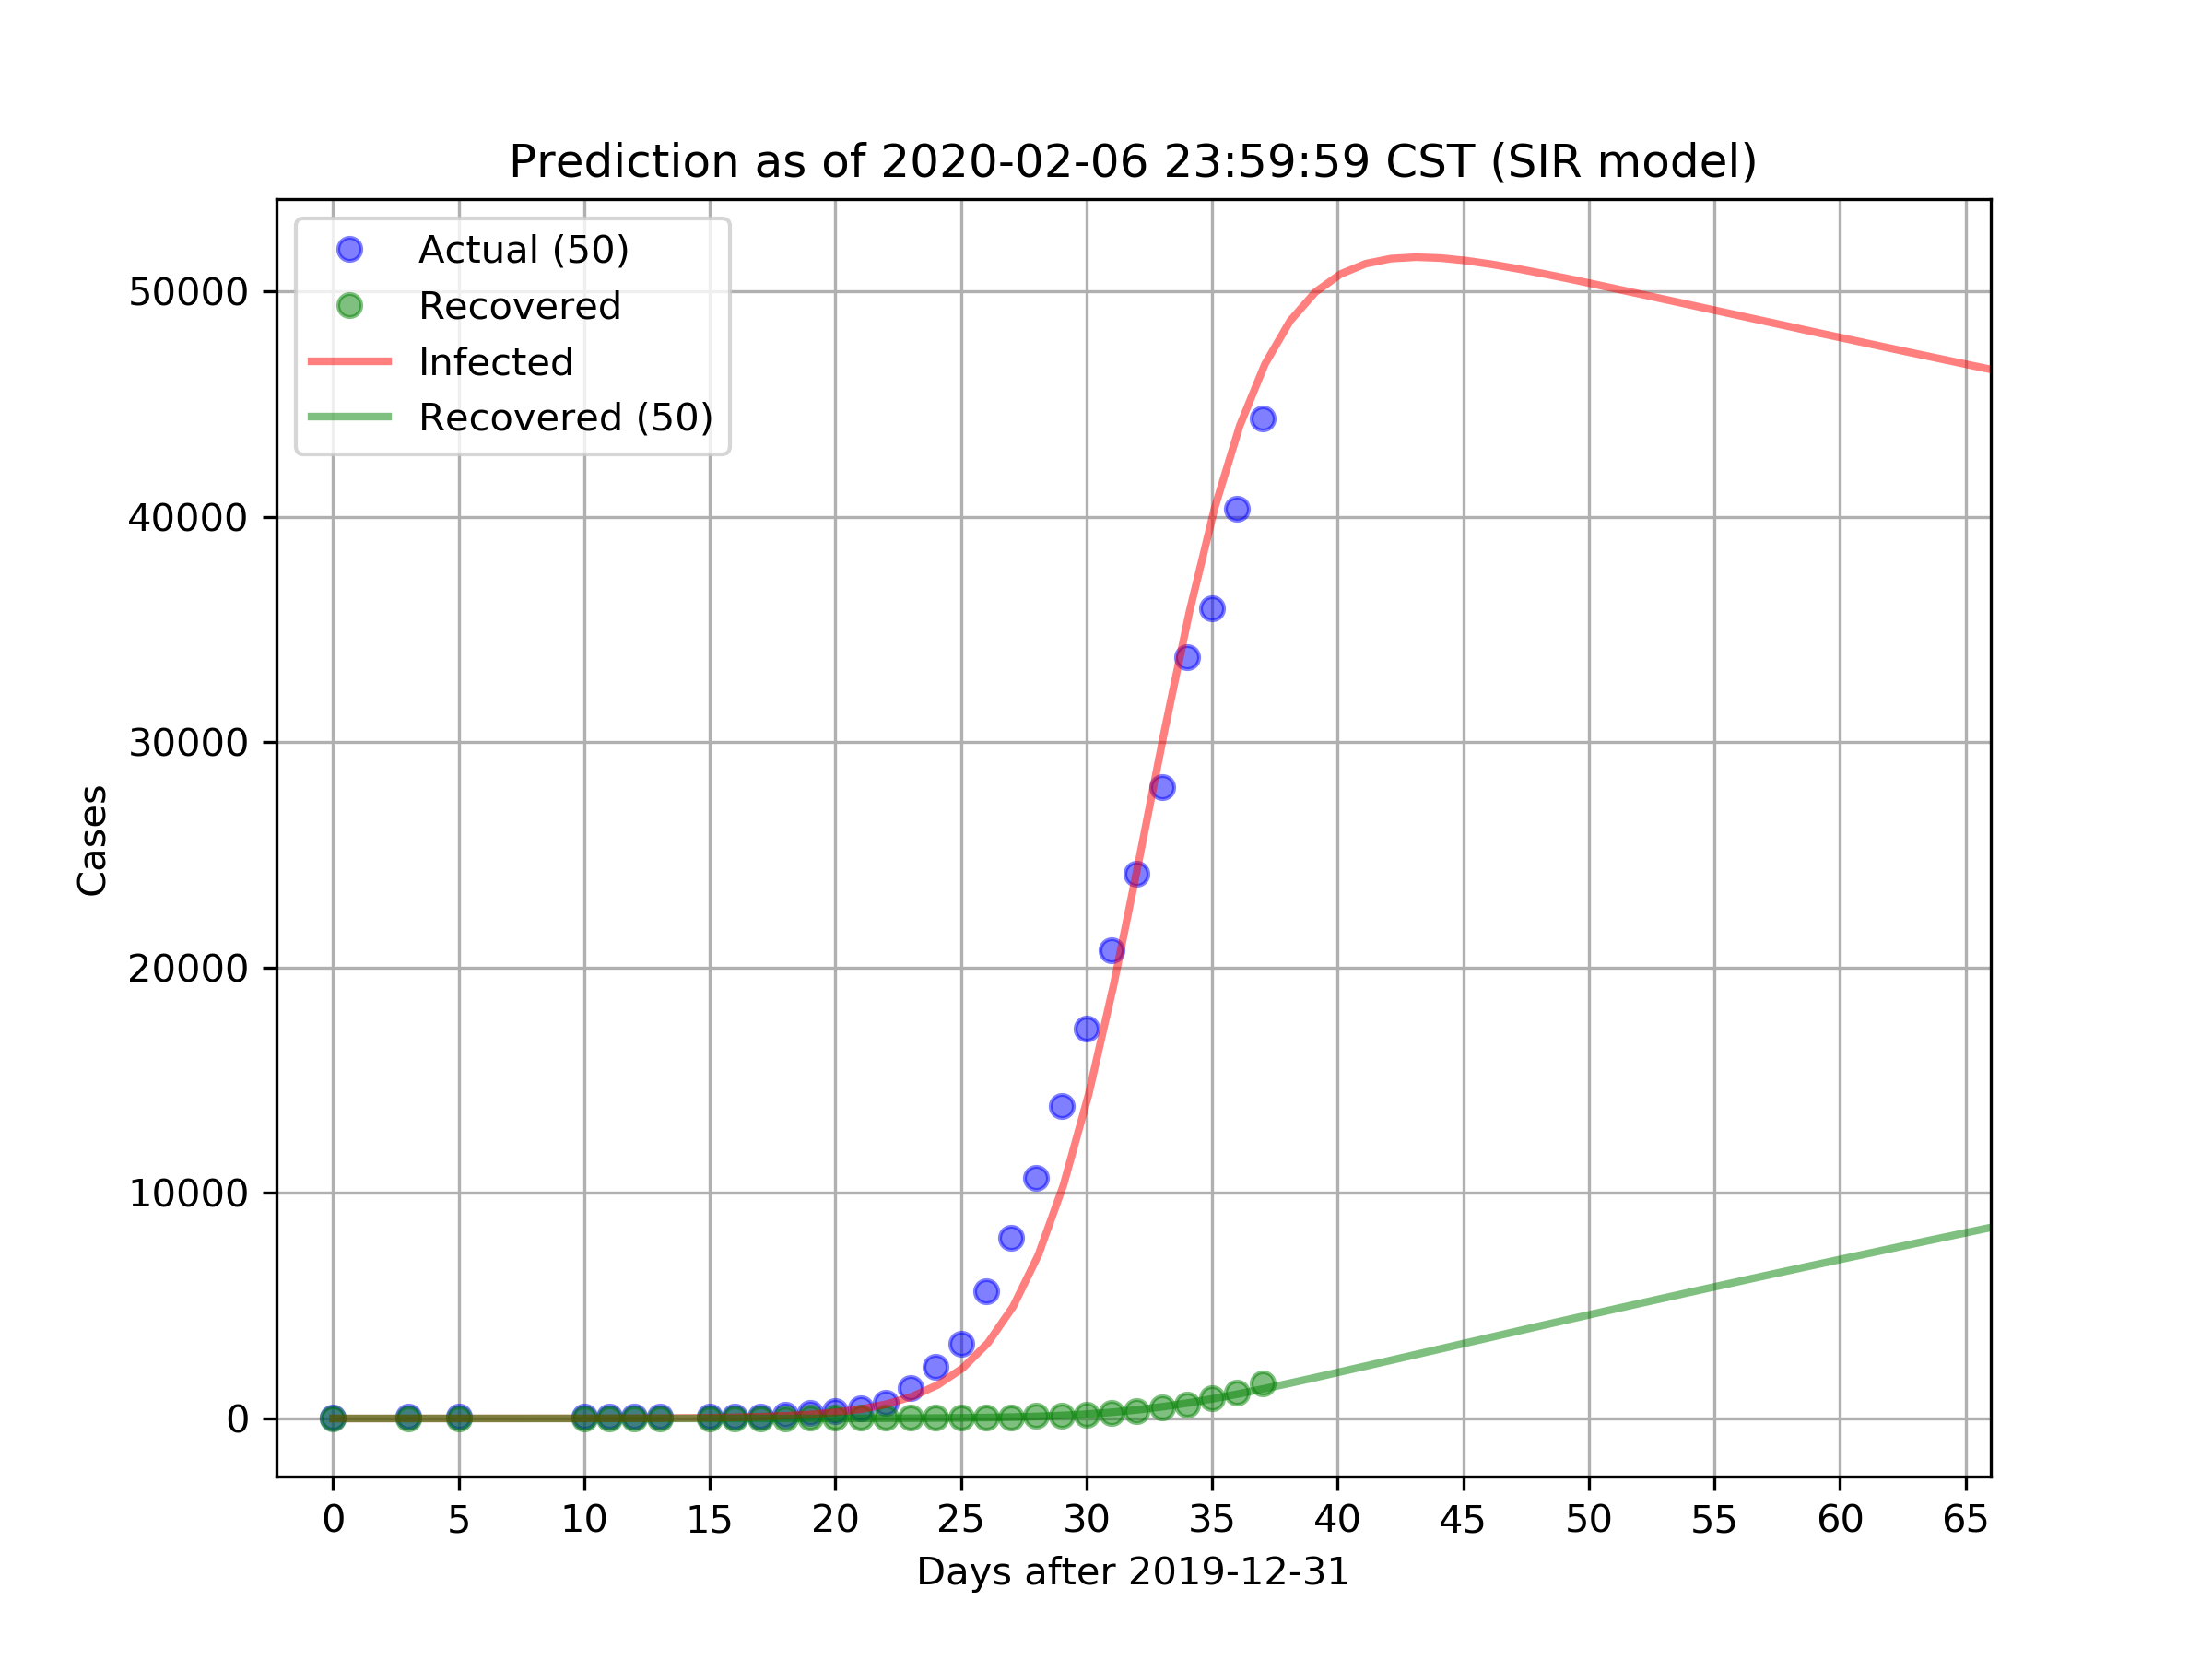 Prediction as of 2020-02-06 23:59:59 CST (SIR model)
Actual (50)
Recovered
Infected
Recovered (50)
50000
40000
30000
20000
10000
0
Cases
0 5 10 15 20 25 30 35 40 45 50 55 60 65
Days after 2019-12-31